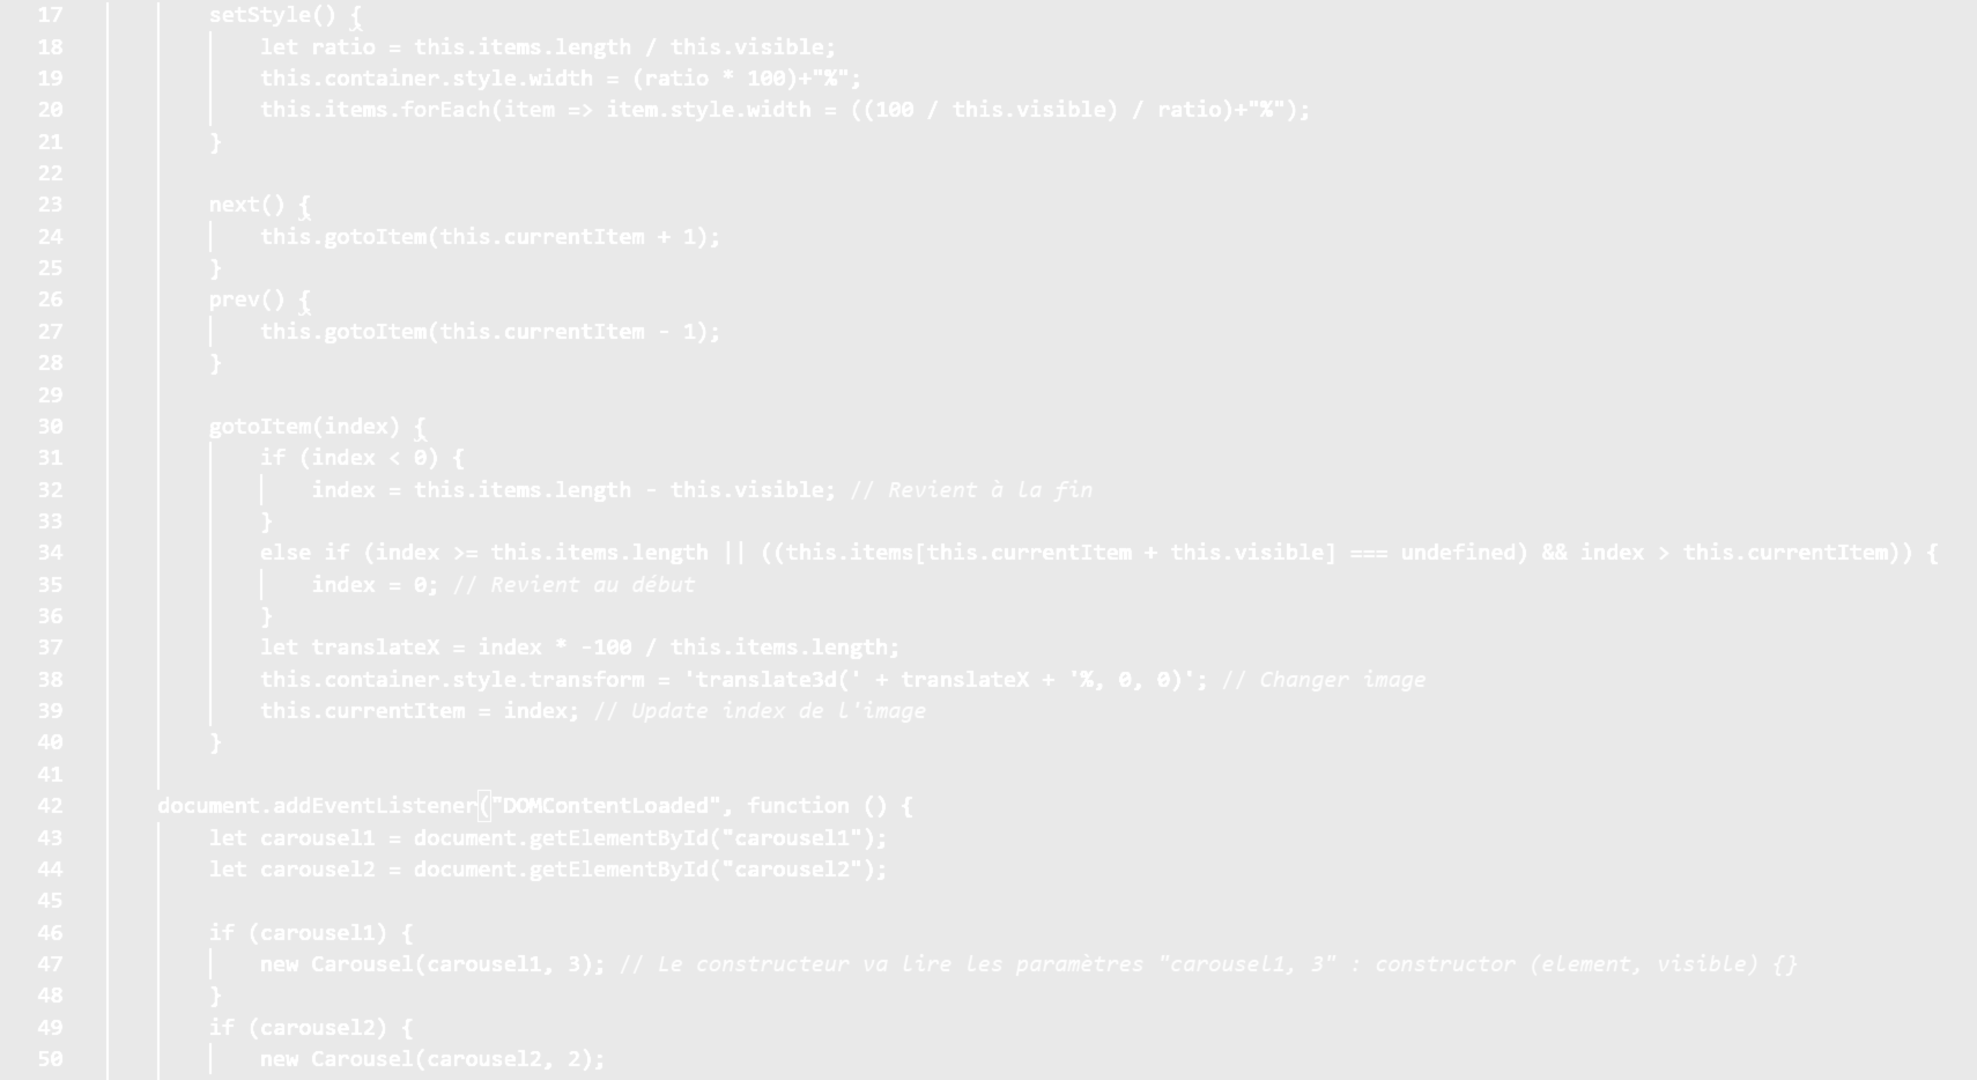 17 setStyle() {
18 let ratio = this.items.length / this.visible;
19 this.container.style.width = (ratio * 100)+"%";
20 this.items.forEach(item => item.style.width = ((100 / this.visible) / ratio)+"%");
21 }
22
23 next() {
24 this.gotoItem(this.currentItem + 1);
25 }
26 prev() {
27 this.gotoItem(this.currentItem - 1);
28 }
29
30 gotoItem(index) {
31 if (index < 0) {
32 index = this.items.length - this.visible; // Revient à la fin
33 }
34 else if (index >= this.items.length || ((this.items[this.currentItem + this.visible] === undefined) && index > this.currentItem)) {
35 index = 0; // Revient au début
36 }
37 let translateX = index * -100 / this.items.length;
38 this.container.style.transform = 'translate3d(' + translateX + '%, 0, 0)'; // Changer image
39 this.currentItem = index; // Update index de l'image
40 }
41
42 document.addEventListener("DOMContentLoaded", function () {
43 let carousel1 = document.getElementById("carousel1");
44 let carousel2 = document.getElementById("carousel2");
45
46 if (carousel1) {
47 new Carousel(carousel1, 3); // Le constructeur va lire les paramètres "carousel1, 3" : constructor (element, visible) {}
48 }
49 if (carousel2) {
50 new Carousel(carousel2, 2);